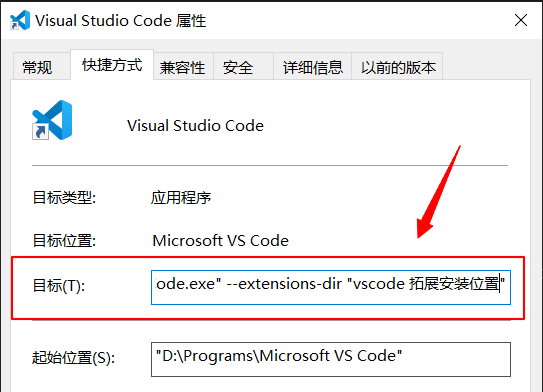 Visual Studio Code 属性
常规 快捷方式 兼容性 安全 详细信息 以前的版本
Visual Studio Code
目标类型: 应用程序
目标位置: Microsoft VS Code
目标(T): ode.exe" --extensions-dir "vscode 拓展安装位置"
起始位置(S): "D:\Programs\Microsoft VS Code"